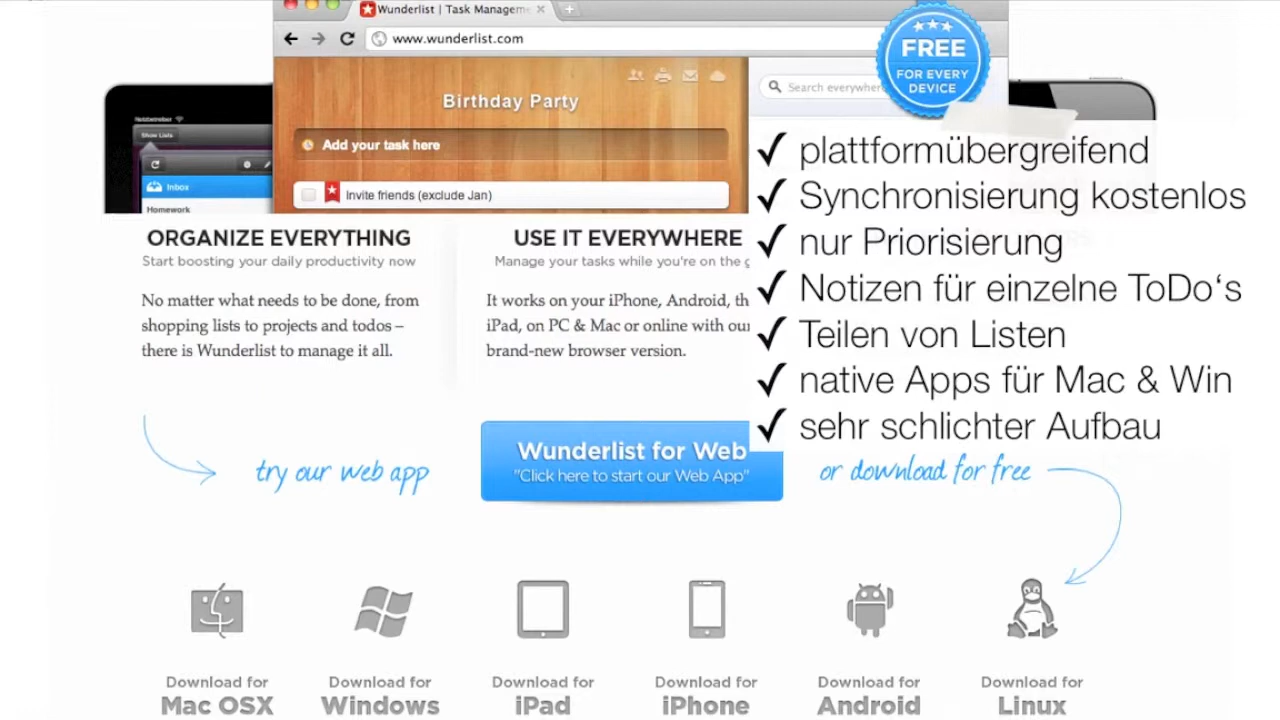 Wunderlist | Task Manageme
www.wunderlist.com
FREE
FOR EVERY
DEVICE
Birthday Party
Search everywher
Add your task here
Invite friends (exclude Jan)
Netzbetreiber
Show Lists
Inbox
Homework
plattformübergreifend
Synchronisierung kostenlos
nur Priorisierung
Notizen für einzelne ToDo‘s
Teilen von Listen
native Apps für Mac & Win
sehr schlichter Aufbau
ORGANIZE EVERYTHING
Start boosting your daily productivity now
No matter what needs to be done, from
shopping lists to projects and todos –
there is Wunderlist to manage it all.
USE IT EVERYWHERE
Manage your tasks while you're on the g
It works on your iPhone, Android, th
iPad, on PC & Mac or online with our
brand-new browser version.
try our web app
Wunderlist for Web
"Click here to start our Web App"
or download for free
Download for
Mac OSX
Download for
Windows
Download for
iPad
Download for
iPhone
Download for
Android
Download for
Linux